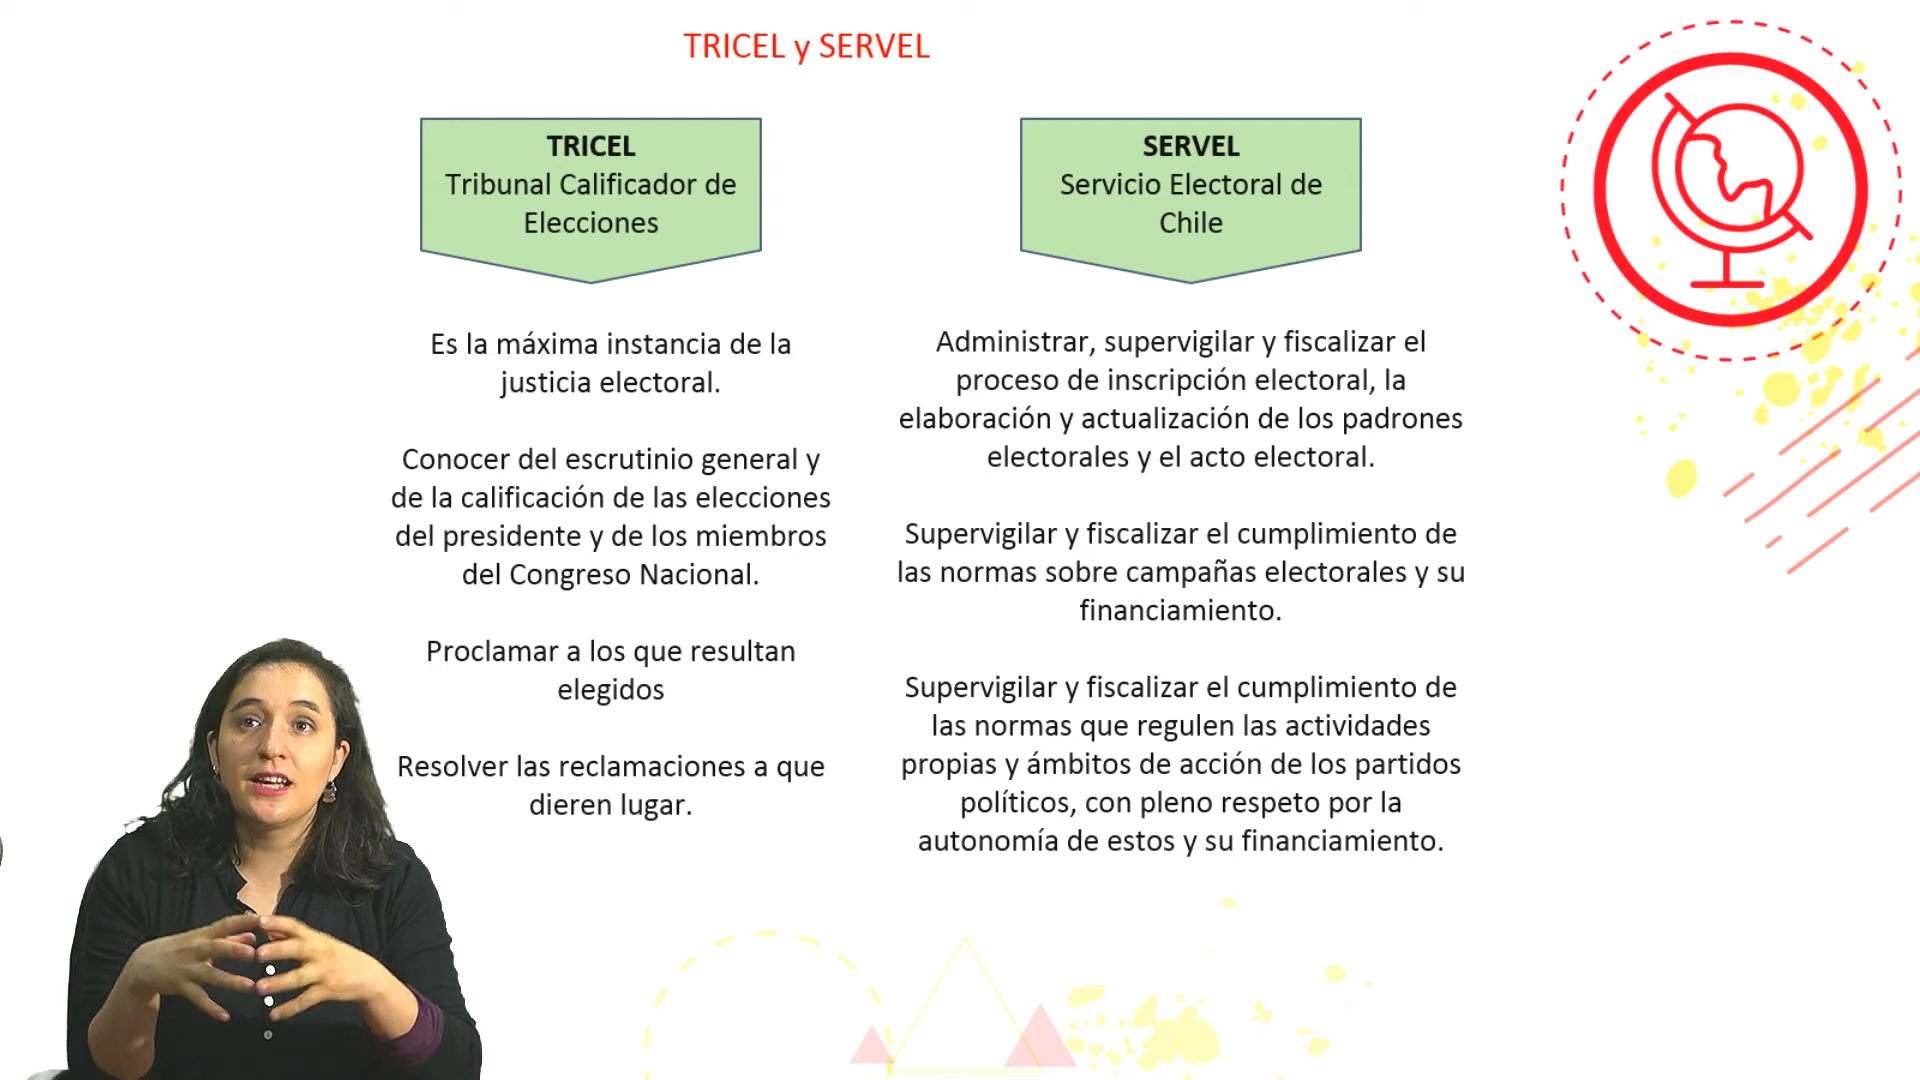 TRICEL y SERVEL
TRICEL
Tribunal Calificador de
Elecciones
Es la máxima instancia de la
justicia electoral.
Conocer del escrutinio general y
de la calificación de las elecciones
del presidente y de los miembros
del Congreso Nacional.
Proclamar a los que resultan
elegidos
Resolver las reclamaciones a que
dieren lugar.
SERVEL
Servicio Electoral de
Chile
Administrar, supervigilar y fiscalizar el
proceso de inscripción electoral, la
elaboración y actualización de los padrones
electorales y el acto electoral.
Supervigilar y fiscalizar el cumplimiento de
las normas sobre campañas electorales y su
financiamiento.
Supervigilar y fiscalizar el cumplimiento de
las normas que regulen las actividades
propias y ámbitos de acción de los partidos
políticos, con pleno respeto por la
autonomía de estos y su financiamiento.